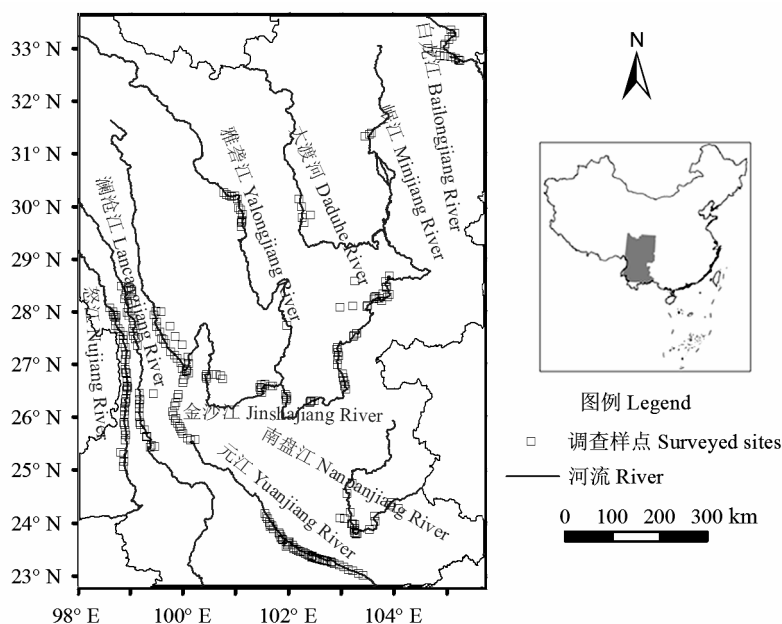 33° N
32° N
31° N
30° N
29° N
28° N
27° N
26° N
25° N
24° N
23° N
98° E
100° E
102° E
104° E
白龙江 Bailongjiang River
岷江 Minjiang River
大渡河 Daduhe River
雅砻江 Yalongjiang River
澜沧江 Lancangjiang River
怒江 Nujiang River
金沙江 Jinshajiang River
南盘江 Nanpanjiang River
元江 Yuanjiang River
N
图例 Legend
调查样点 Surveyed sites
河流 River
0 100 200 300 km